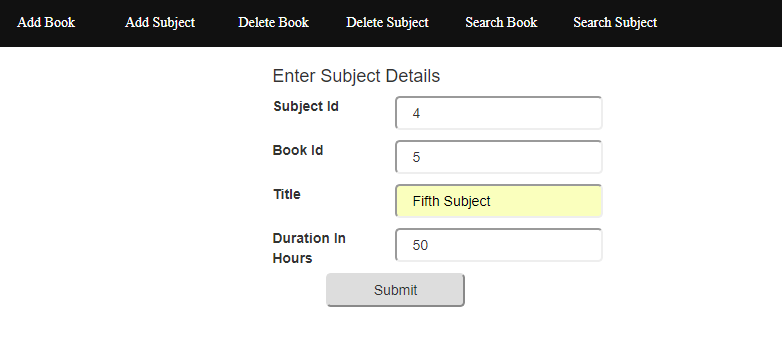 Add Book Add Subject Delete Book Delete Subject Search Book Search Subject
Enter Subject Details
Subject Id 4
Book Id 5
Title Fifth Subject
Duration In
Hours 50
Submit